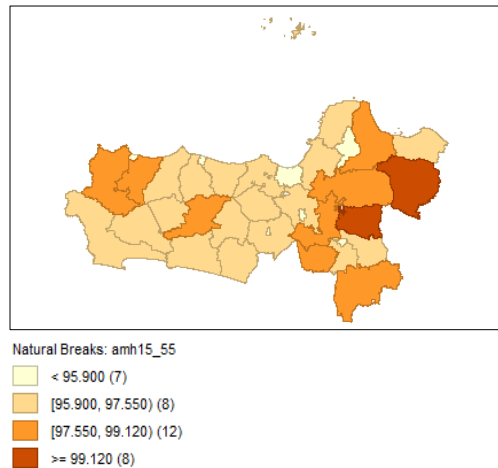 Natural Breaks: amh15_55
< 95.900 (7)
[95.900, 97.550) (8)
[97.550, 99.120) (12)
>= 99.120 (8)